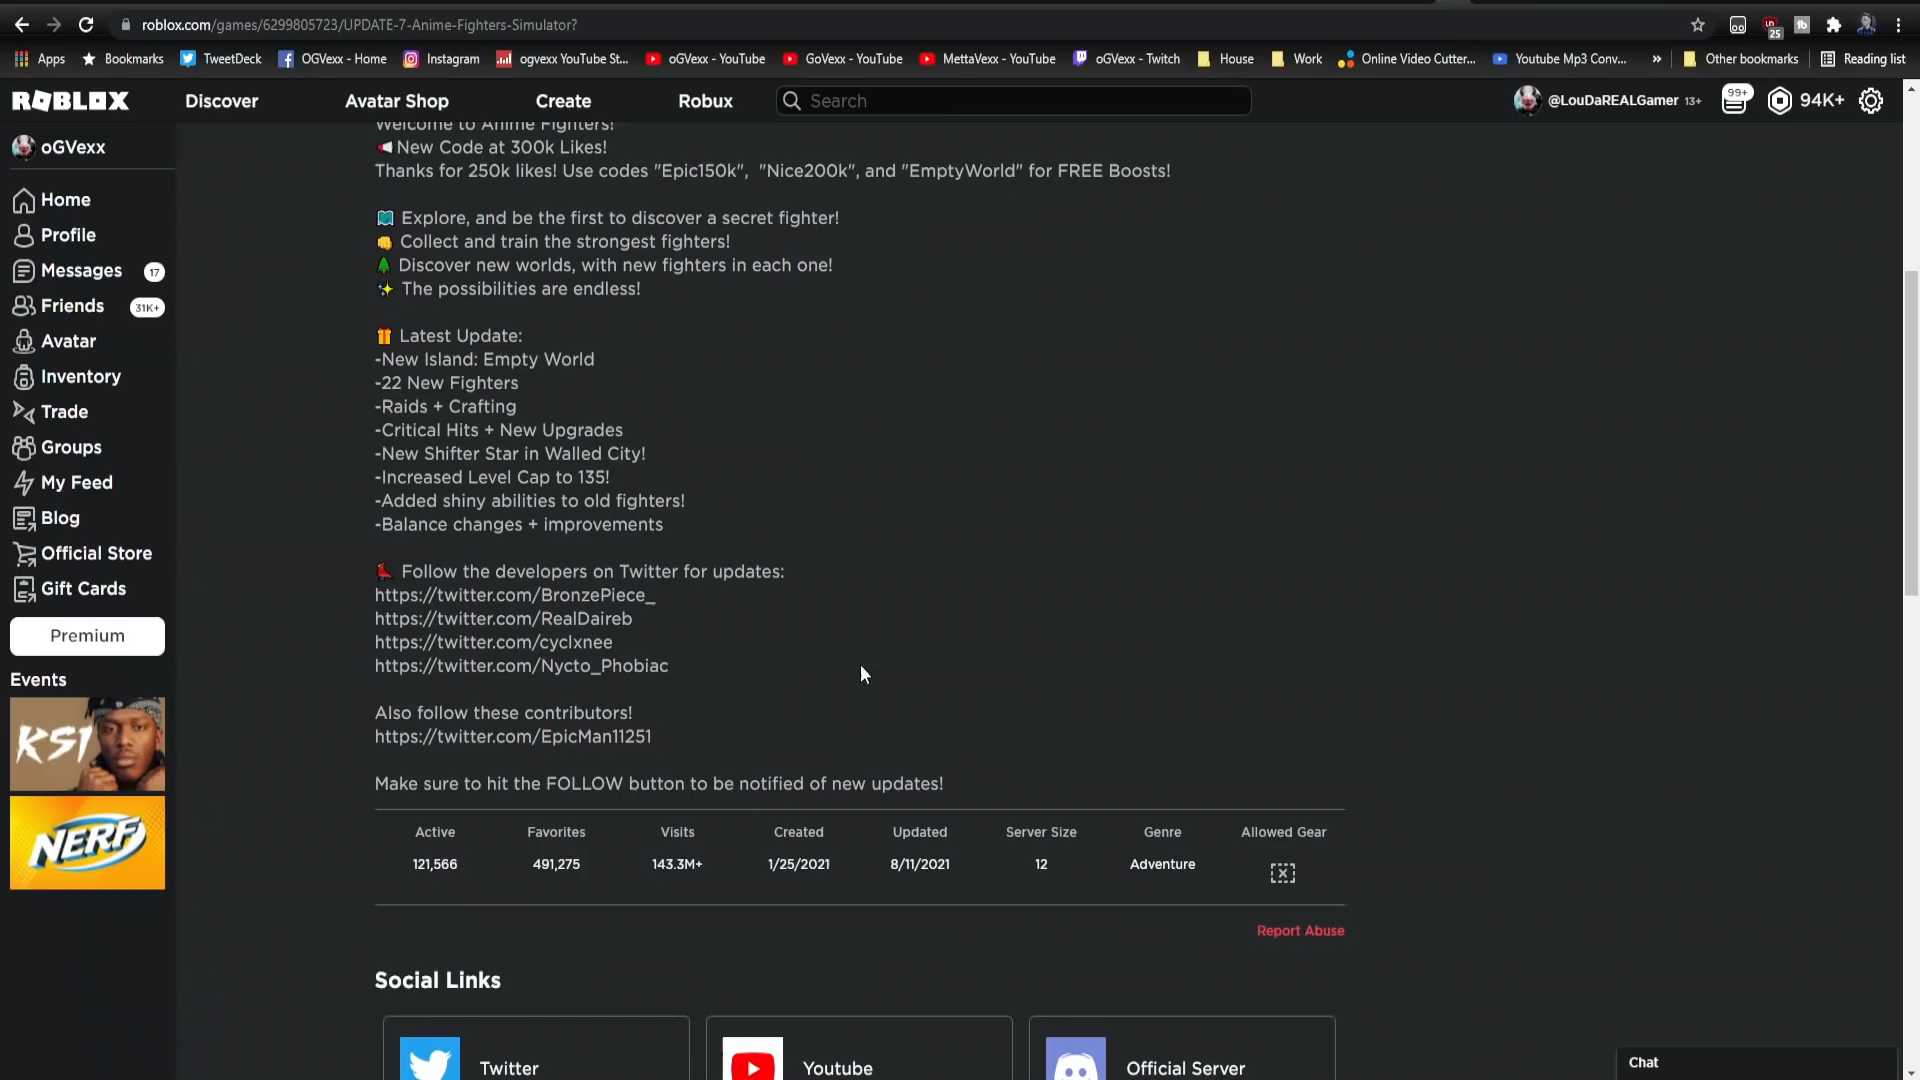 roblox.com/games/6299805723/UPDATE-7-Anime-Fighters-Simulator?
25
Apps
Bookmarks
TweetDeck
OGVexx - Home
Instagram
ogvexx YouTube St...
oGVexx - YouTube
GoVexx - YouTube
MettaVexx - YouTube
oGVexx - Twitch
House
Work
Online Video Cutter...
Youtube Mp3 Conv...
»
Other bookmarks
Reading list
ROBLOX
Discover
Avatar Shop
Create
Robux
Search
@LouDaREALGamer 13+
99+
94K+
oGVexx
Home
Profile
Messages 17
Friends 31K+
Avatar
Inventory
Trade
Groups
My Feed
Blog
Official Store
Gift Cards
Premium
Events
KSI
NERF
Welcome to Anime Fighters!
New Code at 300k Likes!
Thanks for 250k likes! Use codes "Epic150k", "Nice200k", and "EmptyWorld" for FREE Boosts!
Explore, and be the first to discover a secret fighter!
Collect and train the strongest fighters!
Discover new worlds, with new fighters in each one!
The possibilities are endless!
Latest Update:
-New Island: Empty World
-22 New Fighters
-Raids + Crafting
-Critical Hits + New Upgrades
-New Shifter Star in Walled City!
-Increased Level Cap to 135!
-Added shiny abilities to old fighters!
-Balance changes + improvements
Follow the developers on Twitter for updates:
https://twitter.com/BronzePiece_
https://twitter.com/RealDaireb
https://twitter.com/cyclxnee
https://twitter.com/Nycto_Phobiac
Also follow these contributors!
https://twitter.com/EpicMan11251
Make sure to hit the FOLLOW button to be notified of new updates!
Active Favorites Visits Created Updated Server Size Genre Allowed Gear
121,566 491,275 143.3M+ 1/25/2021 8/11/2021 12 Adventure
Report Abuse
Social Links
Twitter
Youtube
Official Server
Chat